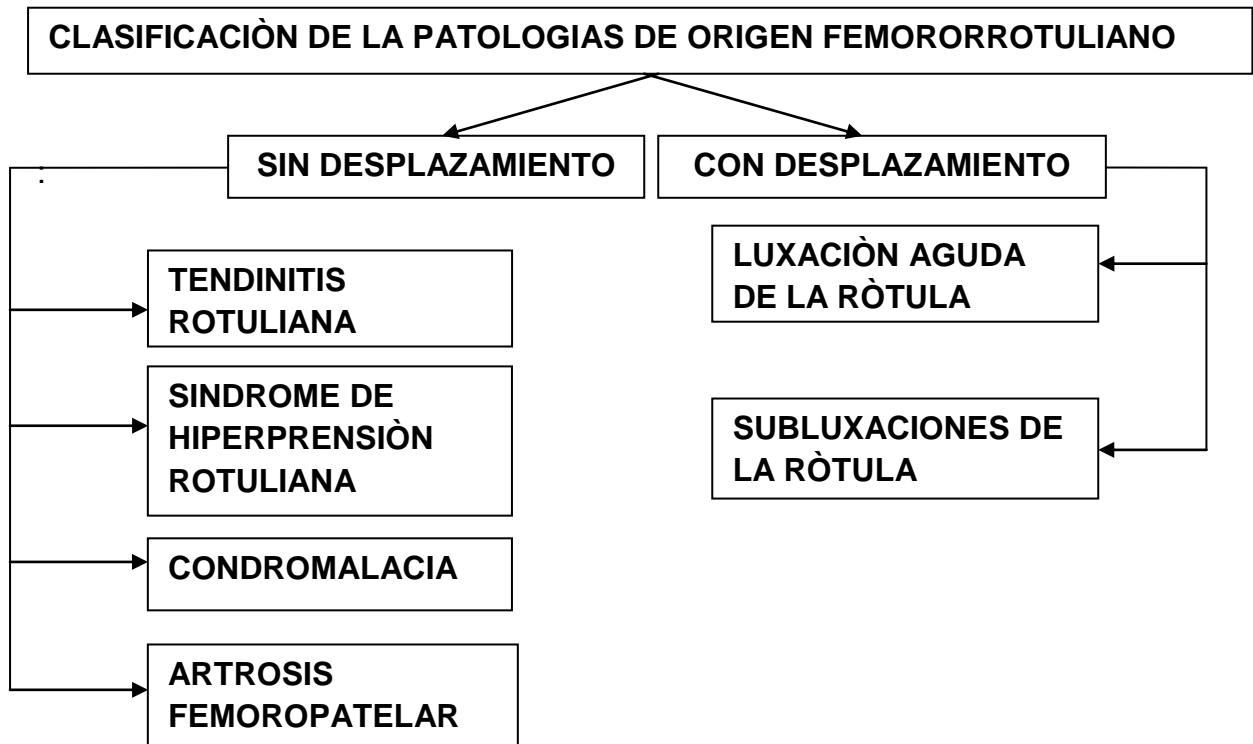 CLASIFICACIÒN DE LA PATOLOGIAS DE ORIGEN FEMORORROTULIANO
SIN DESPLAZAMIENTO
CON DESPLAZAMIENTO
:
TENDINITIS
ROTULIANA
SINDROME DE
HIPERPRENSIÒN
ROTULIANA
CONDROMALACIA
ARTROSIS
FEMOROPATELAR
LUXACIÒN AGUDA
DE LA RÒTULA
SUBLUXACIONES DE
LA RÒTULA